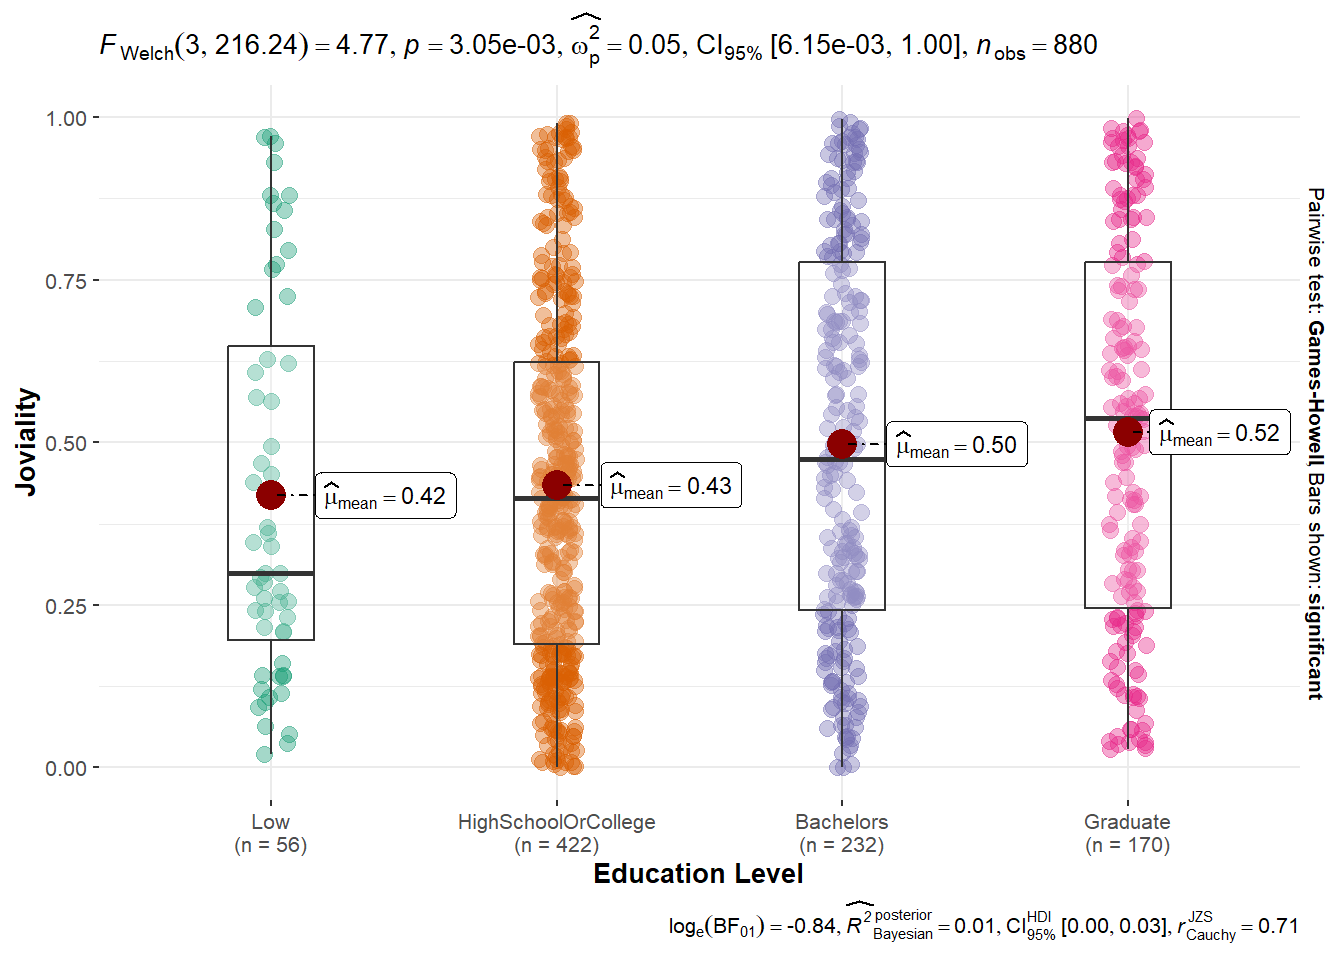 F Welch(3, 216.24) = 4.77, p = 3.05e-03, ω̂²p = 0.05, CI95% [6.15e-03, 1.00], nobs = 880
Joviality
1.00
0.75
0.50
0.25
0.00
μ̂mean = 0.42
μ̂mean = 0.43
μ̂mean = 0.50
μ̂mean = 0.52
Pairwise test: Games-Howell, Bars shown: significant
Low
(n = 56)
HighSchoolOrCollege
(n = 422)
Bachelors
(n = 232)
Graduate
(n = 170)
Education Level
loge(BF01) = -0.84, R̂² posterior Bayesian = 0.01, CI HDI 95% [0.00, 0.03], r JZS Cauchy = 0.71